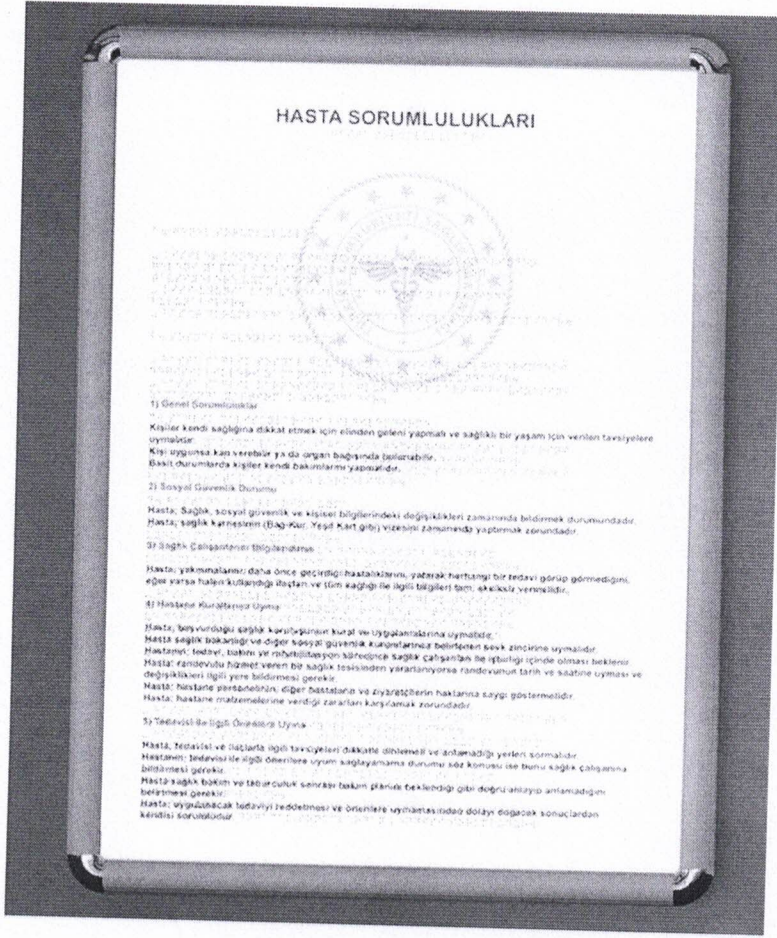 HASTA SORUMLULUKLARI
1) Genel Sorumluluklar
Kişiler kendi sağlığına dikkat etmek için elinden geleni yapmalı ve sağlıklı bir yaşam için verilen tavsiyelere
uymalıdır.
Kişi uygunsa kan verebilir ya da organ bağışında bulunabilir.
Basit durumlarda kişiler kendi bakımlarını yapmalıdır.
2) Sosyal Güvenlik Durumu
Hasta; Sağlık, sosyal güvenlik ve kişisel bilgilerindeki değişiklikleri zamanında bildirmek durumundadır.
Hasta; sağlık karnesinin (Bağ-Kur, Yeşil Kart gibi) vizesini zamanında yaptırmak zorundadır.
3) Sağlık Çalışanlarını Bilgilendirme
Hasta; yakınmalarını, daha önce geçirdiği hastalıklarını, yatarak herhangi bir tedavi görüp görmediğini,
eğer varsa halen kullandığı ilaçları ve tüm sağlığı ile ilgili bilgileri tam, eksiksiz vermelidir.
4) Hastane Kurallarına Uyma
Hasta; başvurduğu sağlık kuruluşunun kural ve uygulamalarına uymalıdır.
Hasta sağlık bakanlığı ve diğer sosyal güvenlik kurumlarınca belirlenen sevk zincirine uymalıdır.
Hastanın; tedavi, bakım ve rehabilitasyon sürecince sağlık çalışanları ile işbirliği içinde olması beklenir.
Hasta; randevulu hizmet veren bir sağlık tesisinden yararlanıyorsa randevunun tarih ve saatine uyması ve
değişiklikleri ilgili yere bildirmesi gerekir.
Hasta; hastane personelinin, diğer hastaların ve ziyaretçilerin haklarına saygı göstermelidir.
Hasta; hastane malzemelerine verdiği zararları karşılamak zorundadır.
5) Tedavisi ile İlgili Önerilere Uyma
Hasta, tedavisi ve ilaçlarla ilgili tavsiyeleri dikkatle dinlemeli ve anlamadığı yerleri sormalıdır.
Hastanın; tedavisi ile ilgili önerilere uyum sağlayamama durumu söz konusu ise bunu sağlık çalışanına
bildirmesi gerekir.
Hasta sağlık bakım ve taburculuk sonrası bakım planını beklendiği gibi doğru anlayıp anlamadığını
belirtmesi gerekir.
Hasta; uygulanacak tedaviyi reddetmesi ve önerilere uymamasından dolayı doğacak sonuçlardan
kendisi sorumludur.